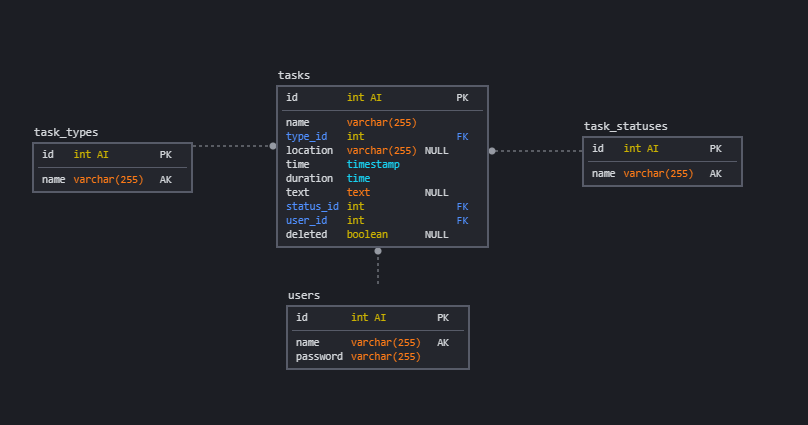 tasks
id int AI PK
name varchar(255)
type_id int FK
location varchar(255) NULL
time timestamp
duration time
text text NULL
status_id int FK
user_id int FK
deleted boolean NULL
task_types
id int AI PK
name varchar(255) AK
task_statuses
id int AI PK
name varchar(255) AK
users
id int AI PK
name varchar(255) AK
password varchar(255)